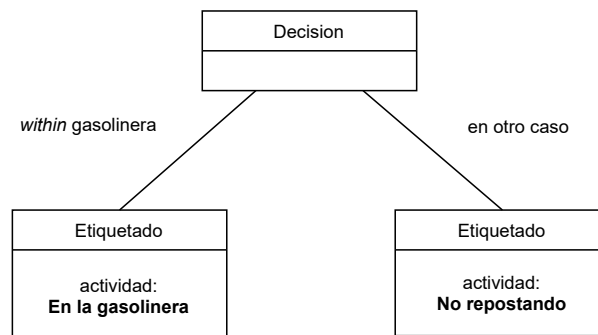 Decision
within gasolinera
en otro caso
Etiquetado
actividad:
En la gasolinera
Etiquetado
actividad:
No repostando